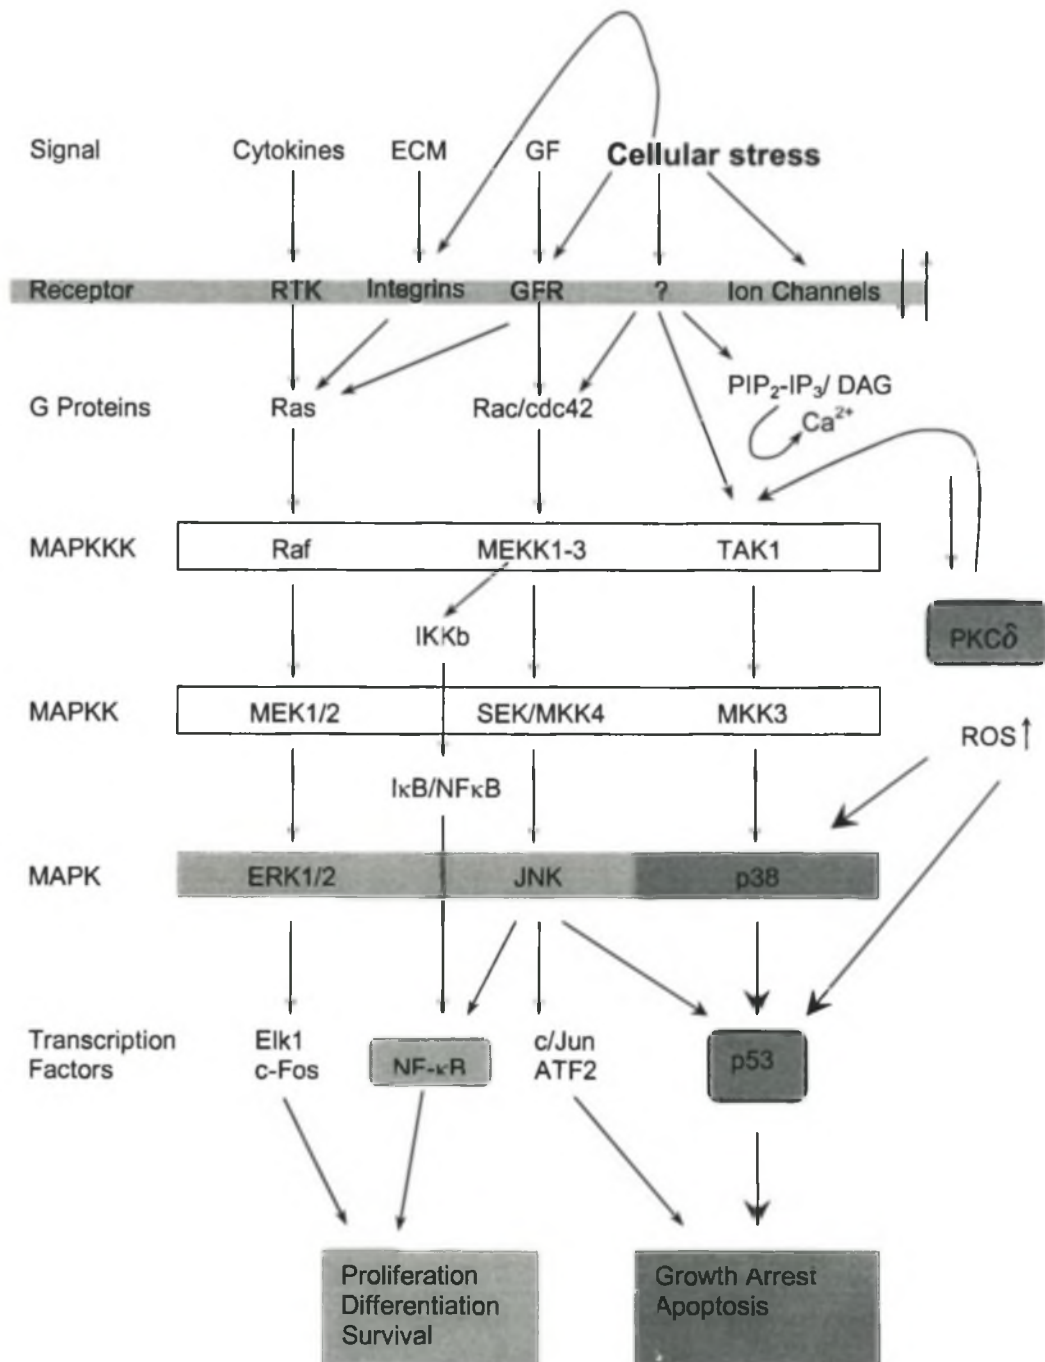 Signal Cytokines ECM GF Cellular stress
Receptor RTK Integrins GFR ? Ion Channels
PIP₂-IP₃/ DAG
G Proteins Ras Rac/cdc42
Ca²⁺
MAPKKK Raf MEKK1-3 TAK1
IKKb
PKCδ
MAPKK MEK1/2 SEK/MKK4 MKK3
ROS↑
IκB/NFκB
MAPK ERK1/2 JNK p38
Transcription Elk1 c/Jun
Factors c-Fos NF-κB ATF2 p53
Proliferation
Differentiation
Survival
Growth Arrest
Apoptosis